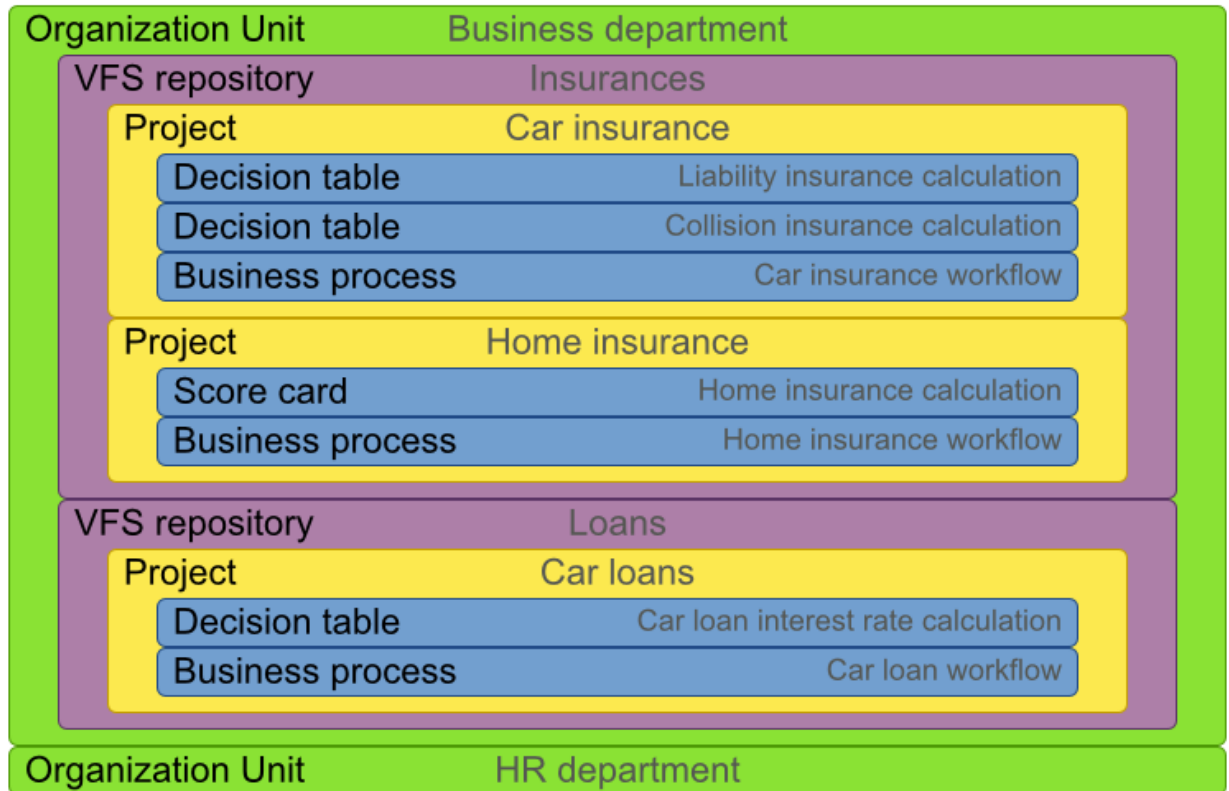 Organization Unit Business department
VFS repository Insurances
Project Car insurance
Decision table Liability insurance calculation
Decision table Collision insurance calculation
Business process Car insurance workflow
Project Home insurance
Score card Home insurance calculation
Business process Home insurance workflow
VFS repository Loans
Project Car loans
Decision table Car loan interest rate calculation
Business process Car loan workflow
Organization Unit HR department